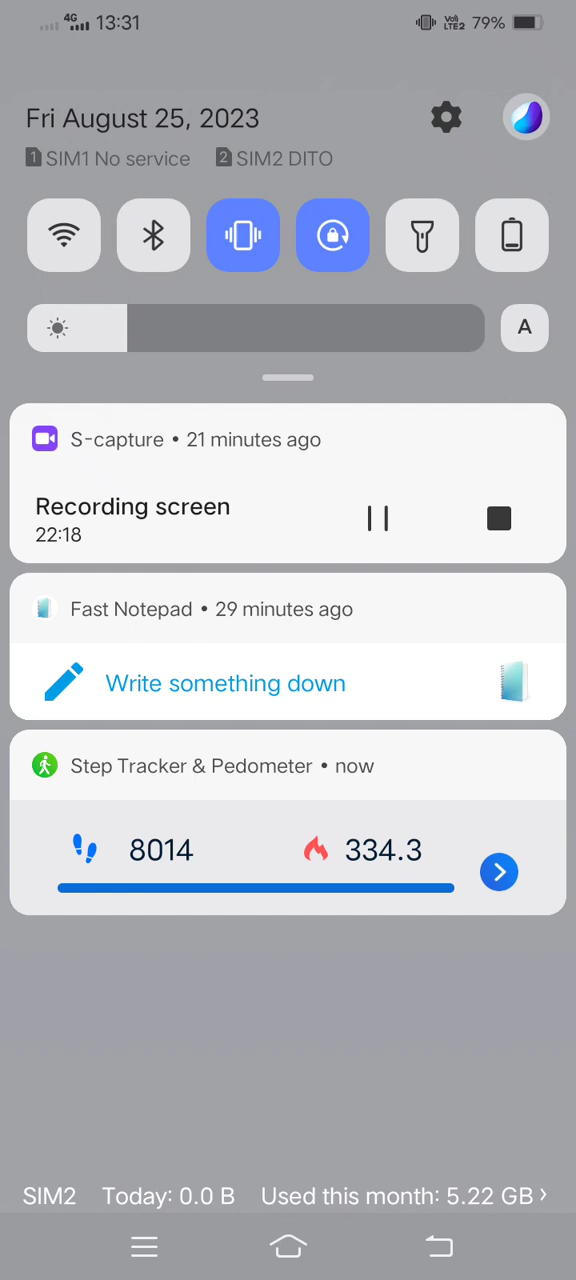 4G 13:31 Vo)) LTE2 79%
Fri August 25, 2023
1 SIM1 No service 2 SIM2 DITO
A
S-capture • 21 minutes ago
Recording screen
22:18
Fast Notepad • 29 minutes ago
Write something down
Step Tracker & Pedometer • now
8014 334.3
SIM2 Today: 0.0 B Used this month: 5.22 GB ›